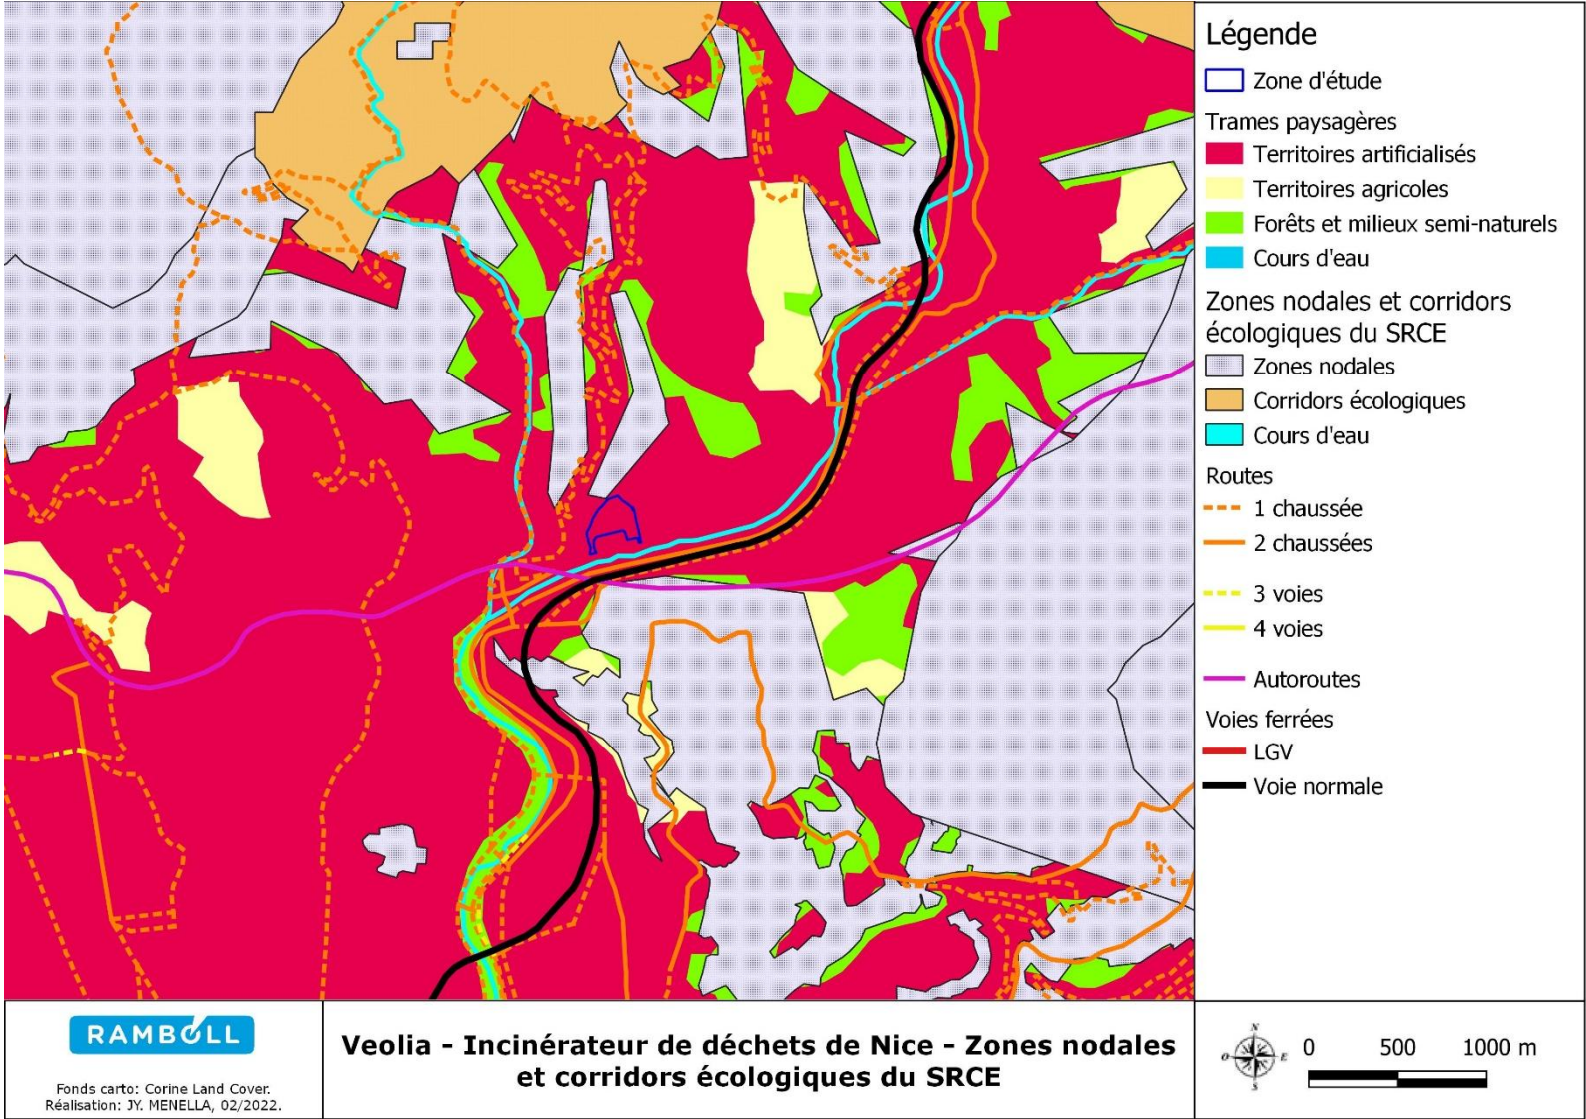 Légende
Zone d'étude
Trames paysagères
Territoires artificialisés
Territoires agricoles
Forêts et milieux semi-naturels
Cours d'eau
Zones nodales et corridors
écologiques du SRCE
Zones nodales
Corridors écologiques
Cours d'eau
Routes
1 chaussée
2 chaussées
3 voies
4 voies
Autoroutes
Voies ferrées
LGV
Voie normale
RAMBOLL
Fonds carto: Corine Land Cover.
Réalisation: JY. MENELLA, 02/2022.
Veolia - Incinérateur de déchets de Nice - Zones nodales
et corridors écologiques du SRCE
N
O E
S
0 500 1000 m